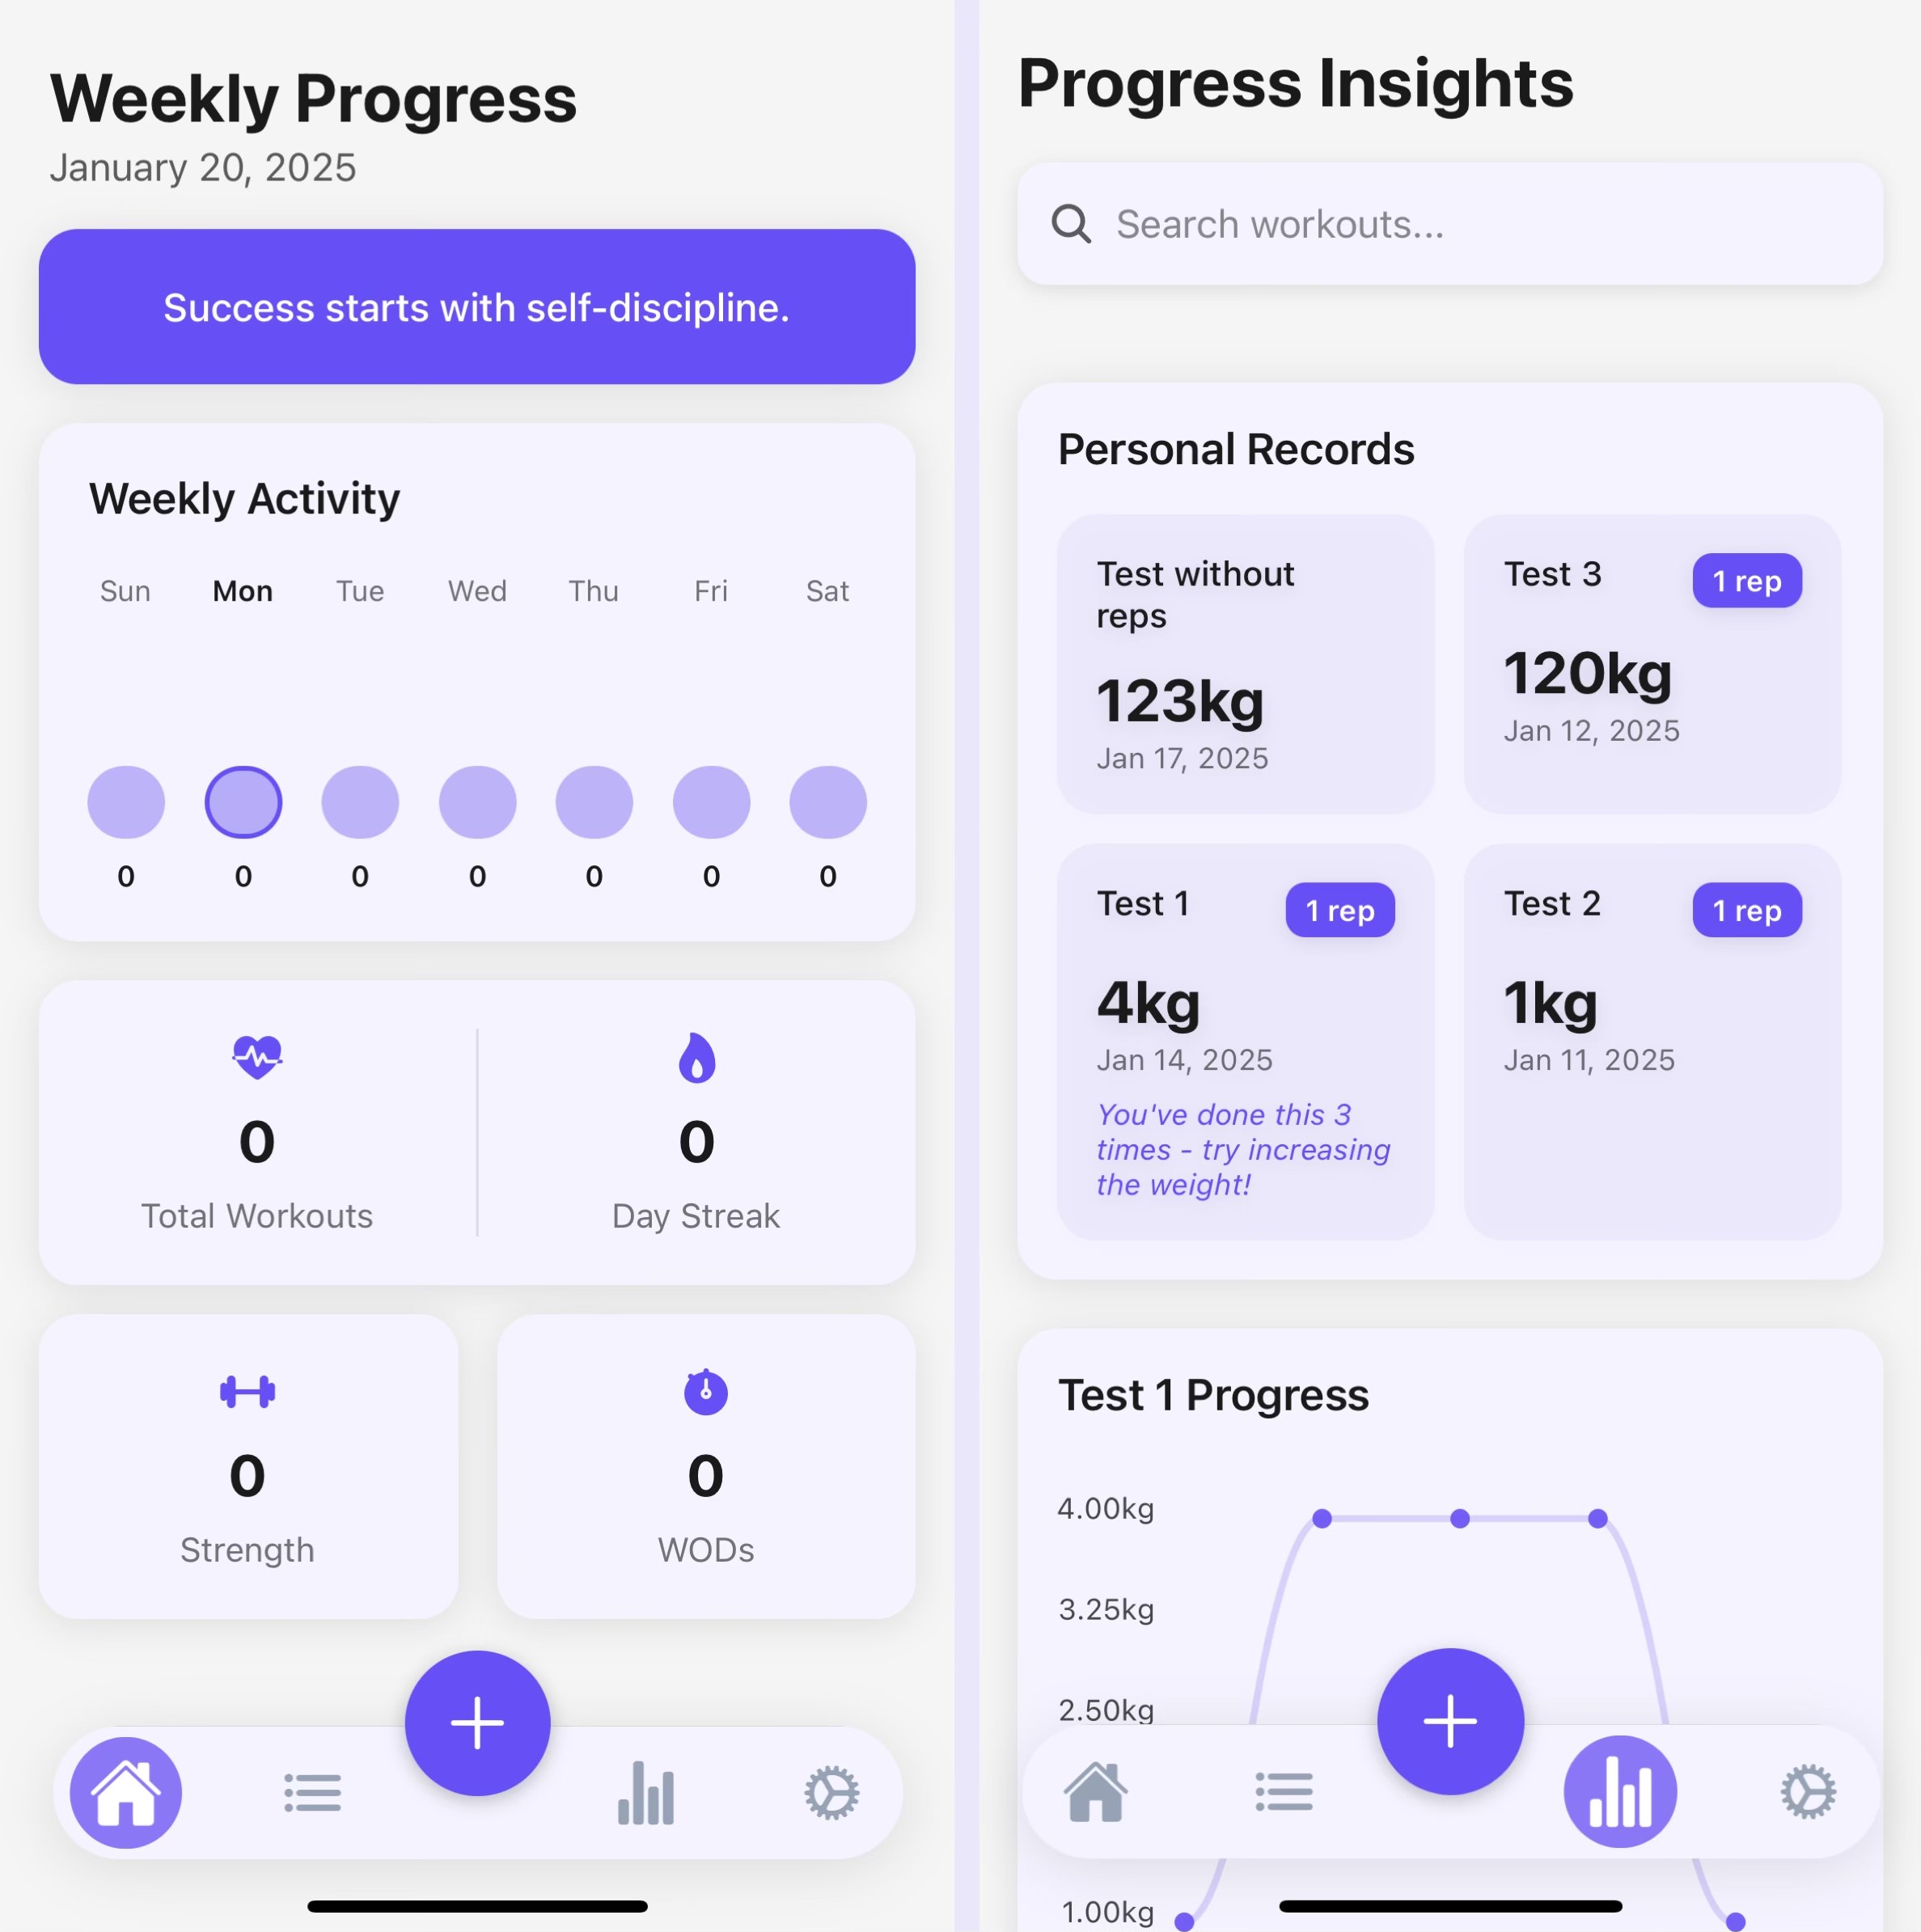 Weekly Progress
January 20, 2025
Success starts with self-discipline.
Weekly Activity
Sun Mon Tue Wed Thu Fri Sat
0 0 0 0 0 0 0
0 0
Total Workouts Day Streak
0 0
Strength WODs
Progress Insights
Search workouts...
Personal Records
Test without
reps
123kg
Jan 17, 2025
Test 3 1 rep
120kg
Jan 12, 2025
Test 1 1 rep
4kg
Jan 14, 2025
You've done this 3
times - try increasing
the weight!
Test 2 1 rep
1kg
Jan 11, 2025
Test 1 Progress
4.00kg
3.25kg
2.50kg
1.00kg